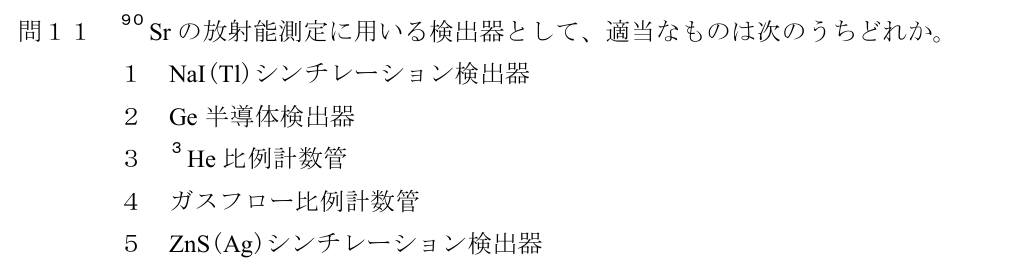 問１１　⁹⁰Sr の放射能測定に用いる検出器として、適当なものは次のうちどれか。
１　NaI(Tl)シンチレーション検出器
２　Ge 半導体検出器
３　³He 比例計数管
４　ガスフロー比例計数管
５　ZnS(Ag)シンチレーション検出器